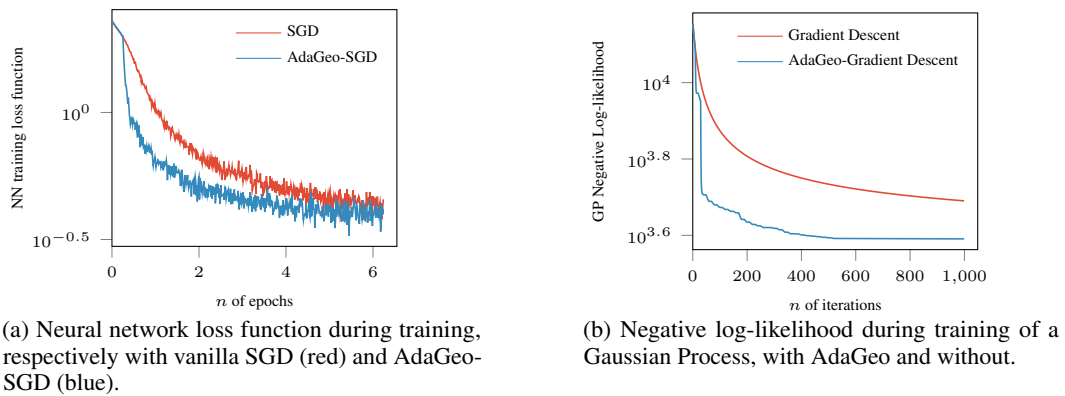 NN training loss function
10^0
10^−0.5
0 2 4 6
n of epochs
SGD
AdaGeo-SGD
(a) Neural network loss function during training,
respectively with vanilla SGD (red) and AdaGeo-
SGD (blue).
GP Negative Log-likelihood
10^4
10^3.8
10^3.6
0 200 400 600 800 1,000
n of iterations
Gradient Descent
AdaGeo-Gradient Descent
(b) Negative log-likelihood during training of a
Gaussian Process, with AdaGeo and without.